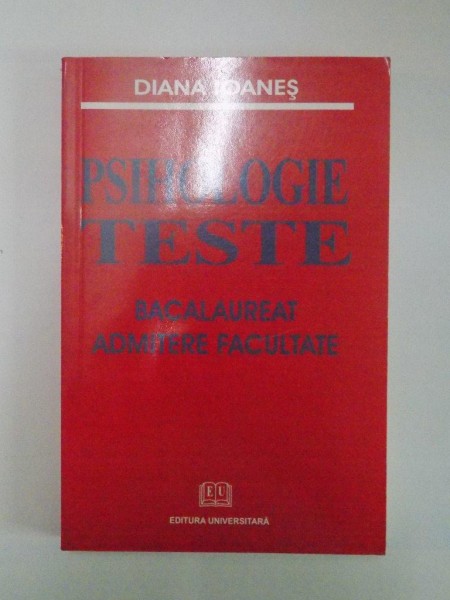 DIANA IOANEŞ
PSIHOLOGIE
TESTE
BACALAUREAT
ADMITERE FACULTATE
EU
EDITURA UNIVERSITARĂ